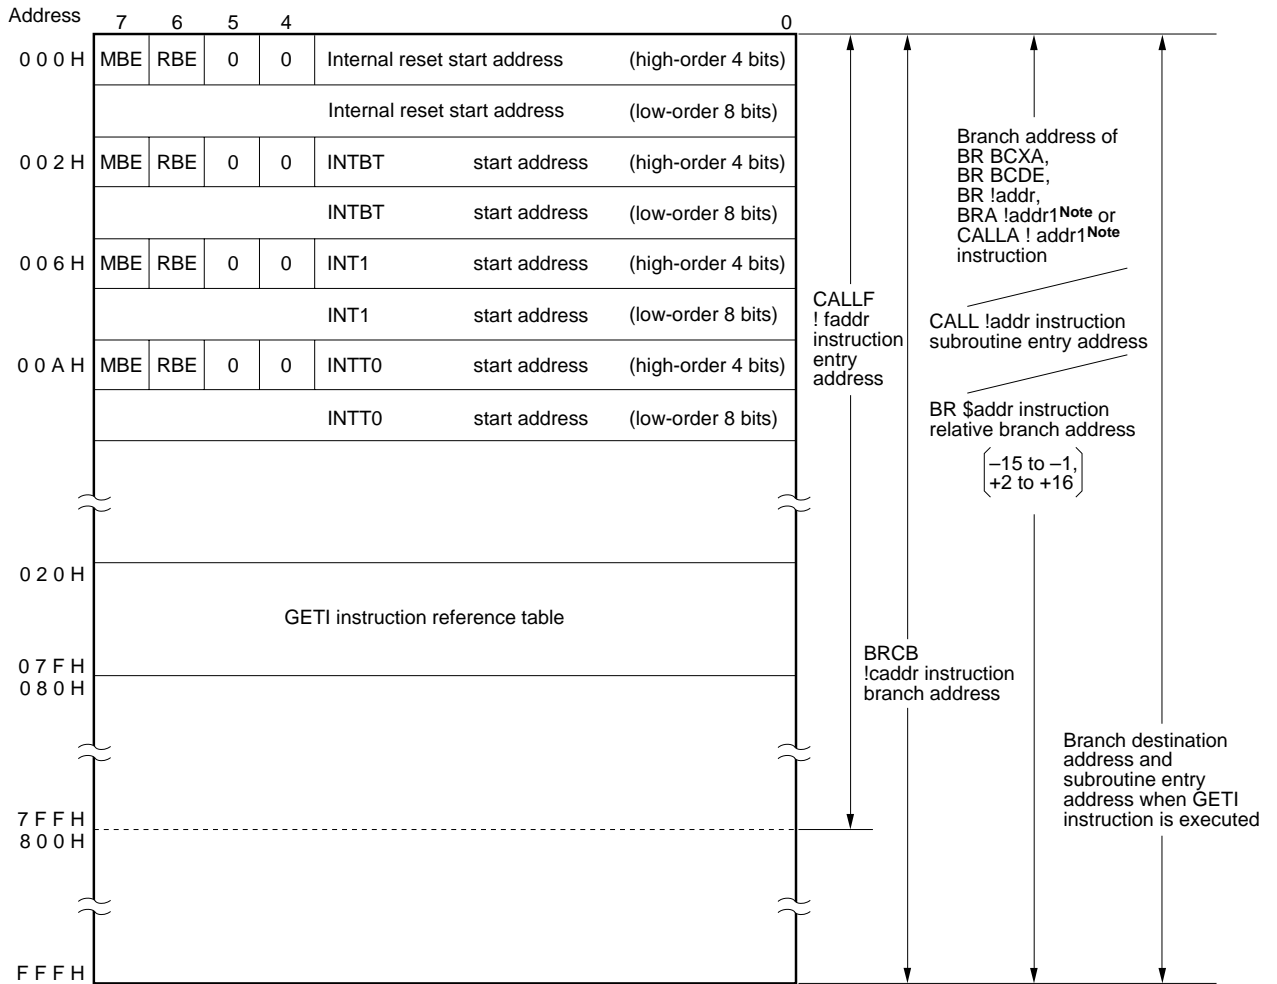 Address
7 6 5 4 0
0 0 0 H MBE RBE 0 0 Internal reset start address (high-order 4 bits)
Internal reset start address (low-order 8 bits)
0 0 2 H MBE RBE 0 0 INTBT start address (high-order 4 bits)
INTBT start address (low-order 8 bits)
0 0 6 H MBE RBE 0 0 INT1 start address (high-order 4 bits)
INT1 start address (low-order 8 bits)
0 0 A H MBE RBE 0 0 INTT0 start address (high-order 4 bits)
INTT0 start address (low-order 8 bits)
0 2 0 H
GETI instruction reference table
0 7 F H
0 8 0 H
7 F F H
8 0 0 H
F F F H
CALLF
! faddr
instruction
entry
address
BRCB
!caddr instruction
branch address
Branch address of
BR BCXA,
BR BCDE,
BR !addr,
BRA !addr1Note or
CALLA ! addr1Note
instruction
CALL !addr instruction
subroutine entry address
BR $addr instruction
relative branch address
–15 to –1,
+2 to +16
Branch destination
address and
subroutine entry
address when GETI
instruction is executed